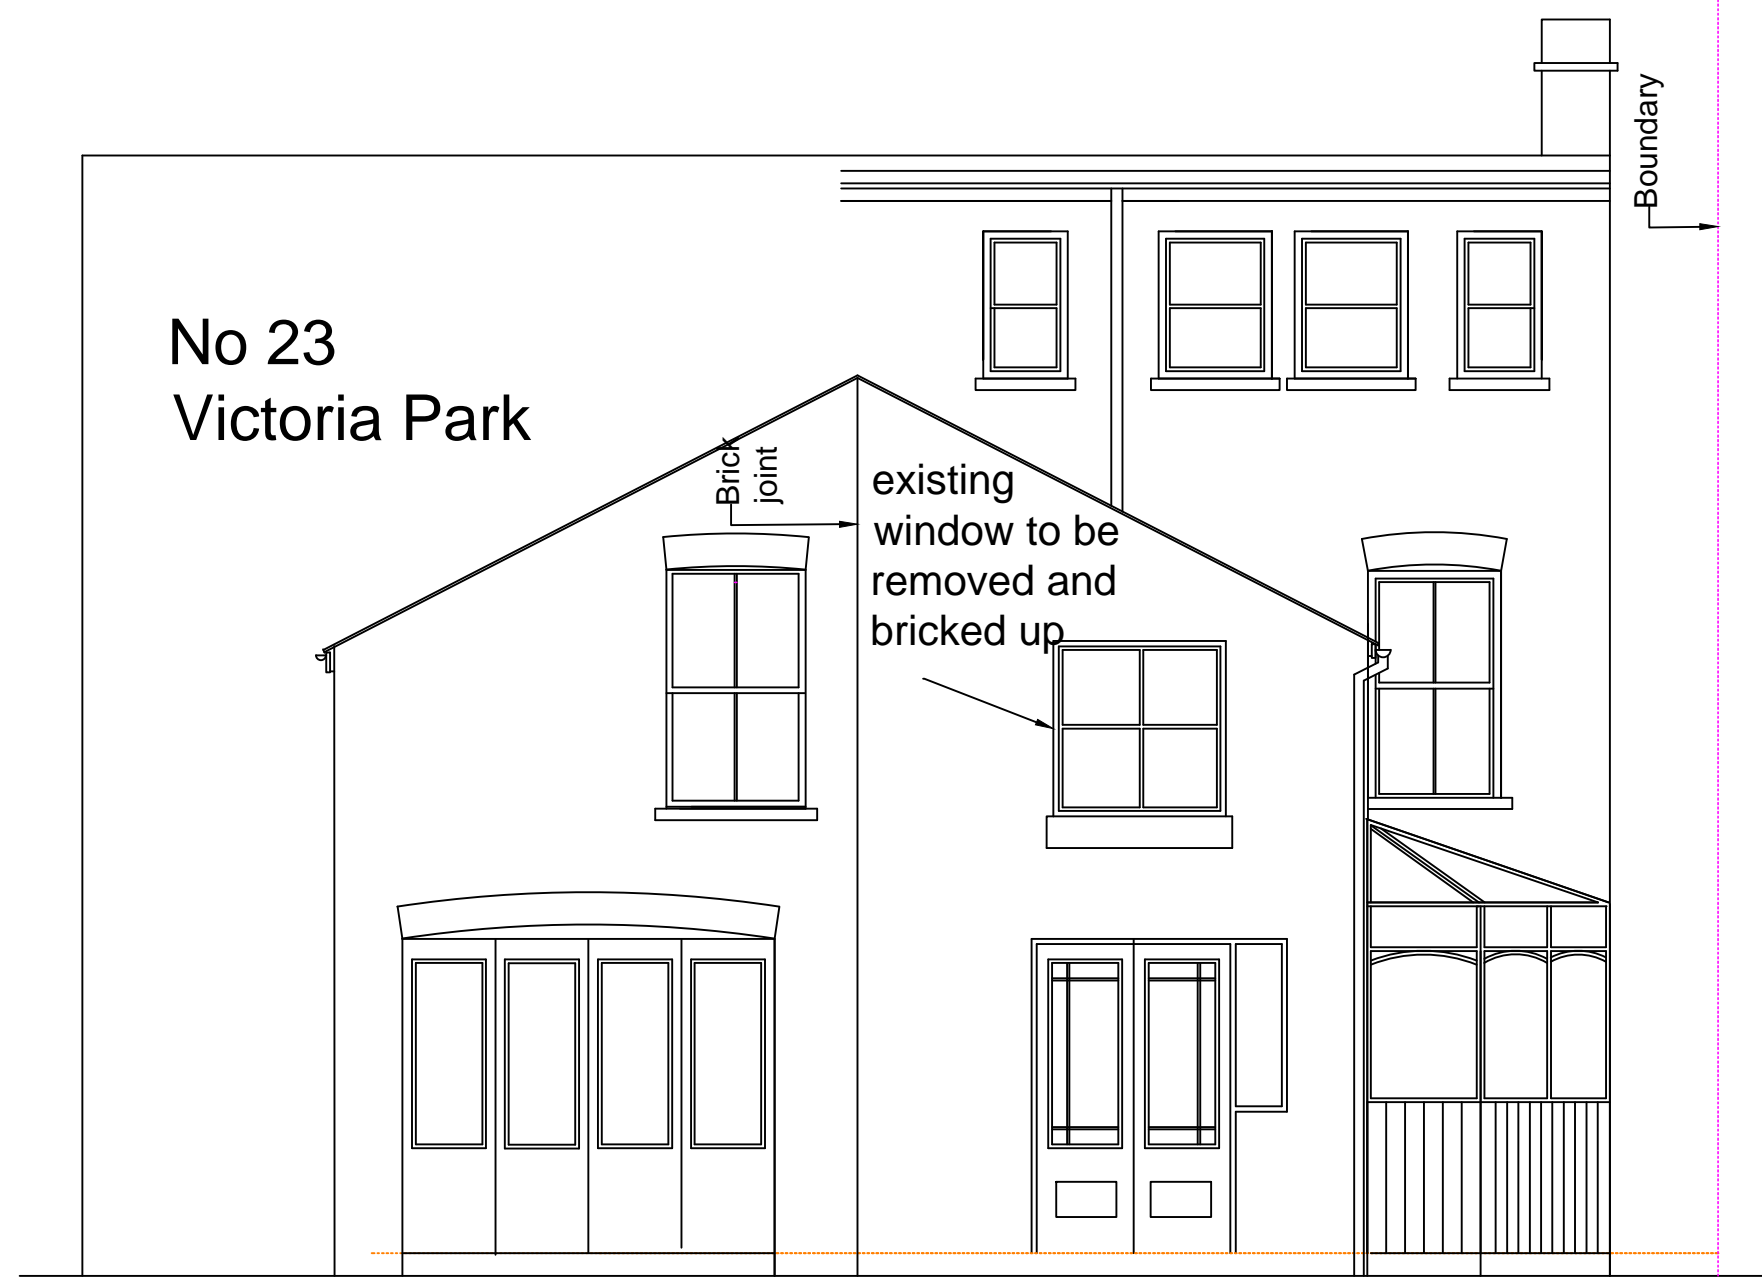 Boundary
No 23
Victoria Park
Brick
joint
existing
window to be
removed and
bricked up